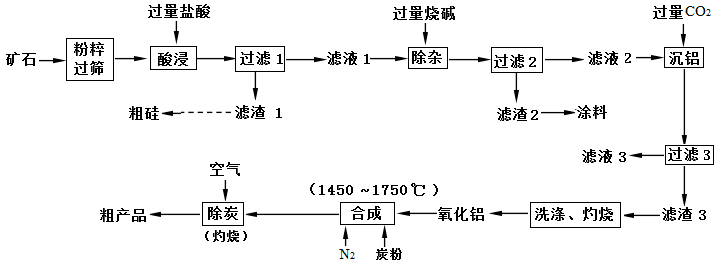 过量盐酸
过量烧碱
过量CO2
矿石
粉粹
过筛
酸浸
过滤1
滤液1
除杂
过滤2
滤液2
沉铝
粗硅
滤渣 1
滤渣2
涂料
滤液3
过滤3
空气
(1450～1750℃)
粗产品
除炭
合成
氧化铝
洗涤、灼烧
滤渣3
(灼烧)
N2
炭粉